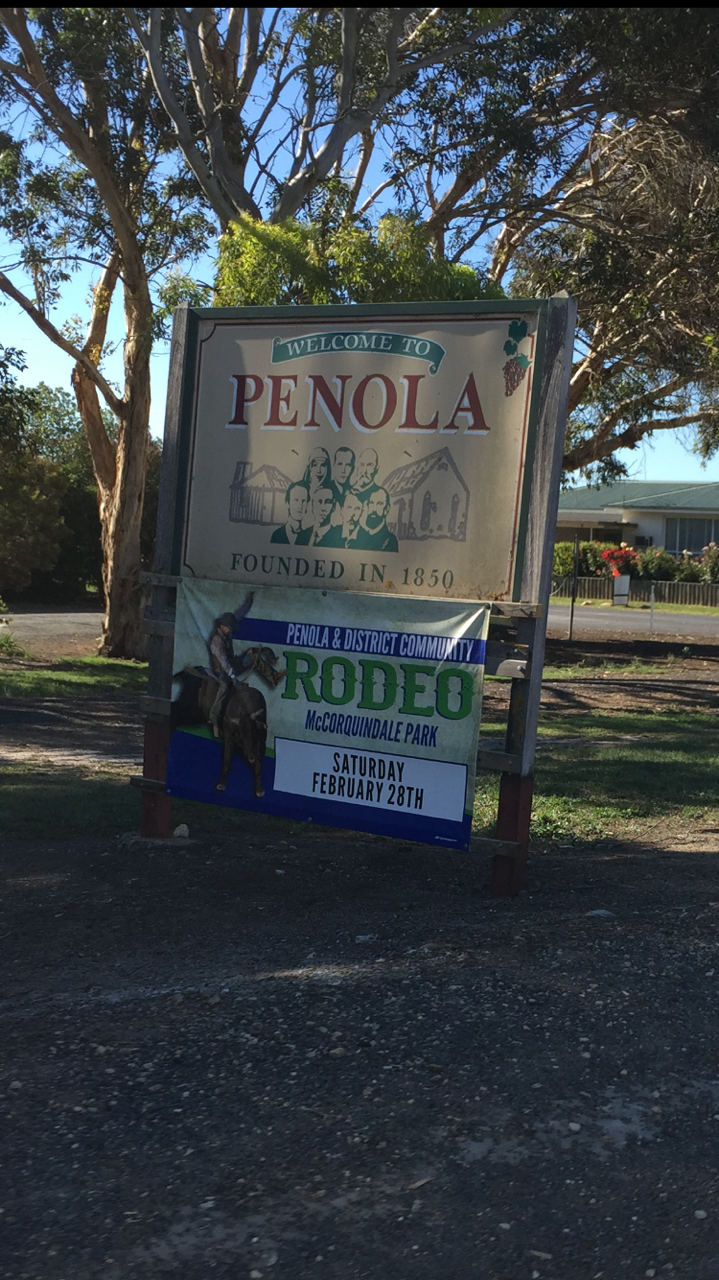 WELCOME TO
PENOLA
FOUNDED IN 1850
PENOLA & DISTRICT COMMUNITY
RODEO
McCORQUINDALE PARK
SATURDAY
FEBRUARY 28TH